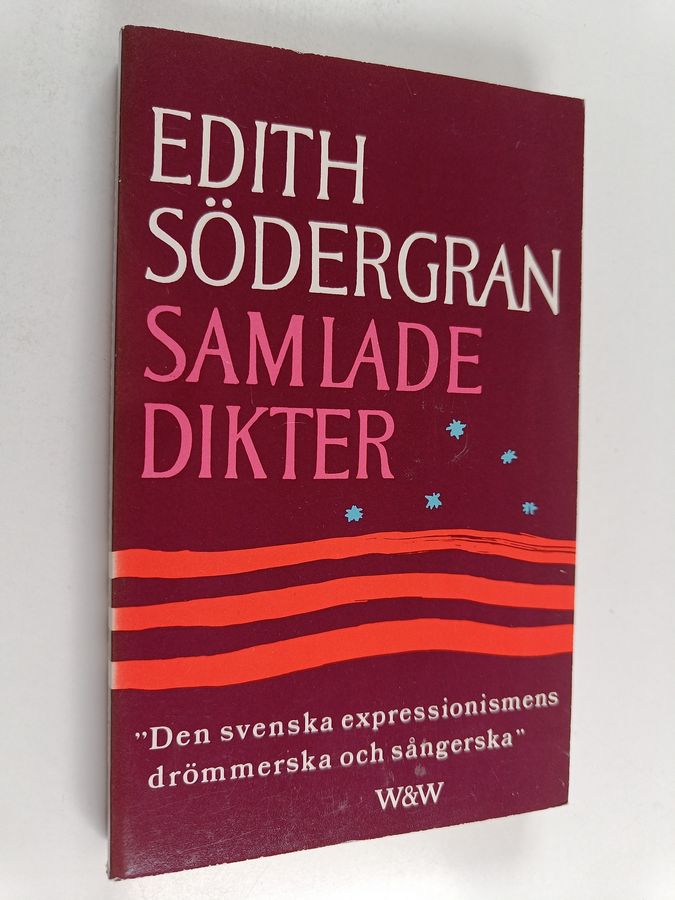 EDITH
SÖDERGRAN
SAMLADE
DIKTER
”Den svenska expressionismens
drömmerska och sångerska”
W&W